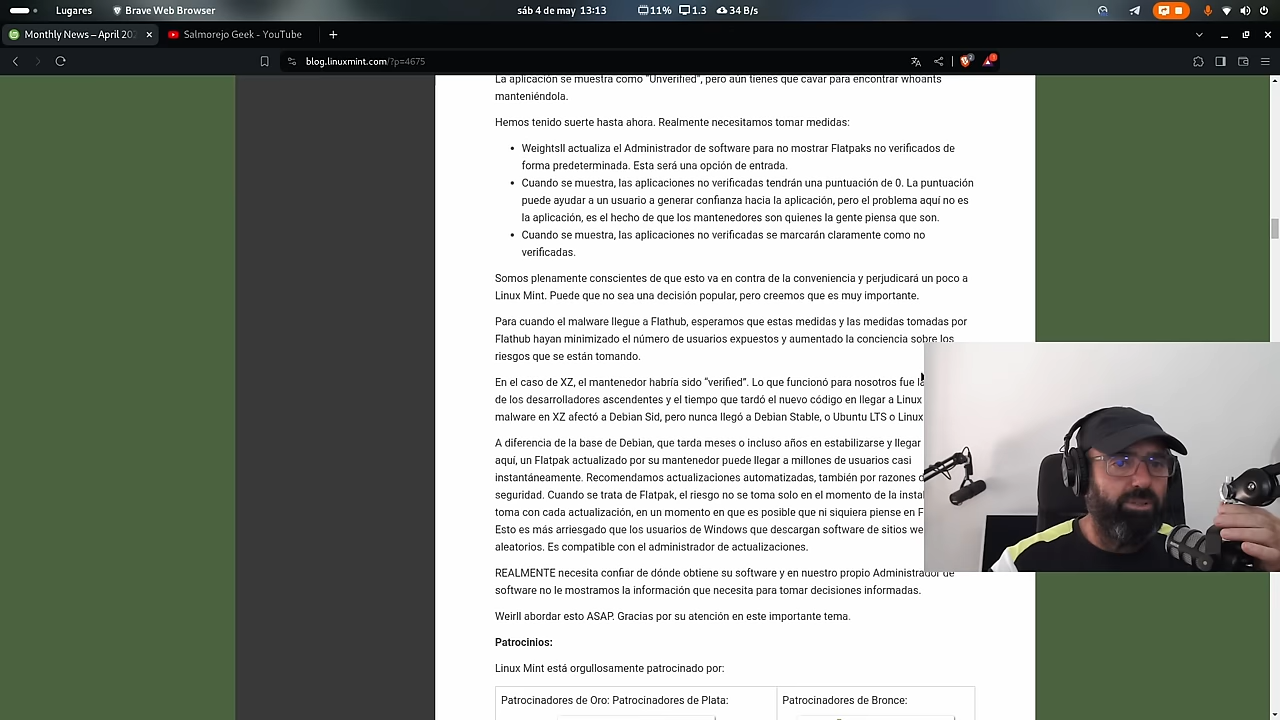 Lugares
Brave Web Browser
sáb 4 de may 13:13
11%
1.3
34 B/s
Monthly News – April 202
Salmorejo Geek - YouTube
blog.linuxmint.com/?p=4675
La aplicación se muestra como "Unverified", pero aún tienes que cavar para encontrar whoants
manteniéndola.
Hemos tenido suerte hasta ahora. Realmente necesitamos tomar medidas:
• Weightsll actualiza el Administrador de software para no mostrar Flatpaks no verificados de
forma predeterminada. Esta será una opción de entrada.
• Cuando se muestra, las aplicaciones no verificadas tendrán una puntuación de 0. La puntuación
puede ayudar a un usuario a generar confianza hacia la aplicación, pero el problema aquí no es
la aplicación, es el hecho de que los mantenedores son quienes la gente piensa que son.
• Cuando se muestra, las aplicaciones no verificadas se marcarán claramente como no
verificadas.
Somos plenamente conscientes de que esto va en contra de la conveniencia y perjudicará un poco a
Linux Mint. Puede que no sea una decisión popular, pero creemos que es muy importante.
Para cuando el malware llegue a Flathub, esperamos que estas medidas y las medidas tomadas por
Flathub hayan minimizado el número de usuarios expuestos y aumentado la conciencia sobre los
riesgos que se están tomando.
En el caso de XZ, el mantenedor habría sido “verified”. Lo que funcionó para nosotros fue
de los desarrolladores ascendentes y el tiempo que tardó el nuevo código en llegar a Linux
malware en XZ afectó a Debian Sid, pero nunca llegó a Debian Stable, o Ubuntu LTS o Linux
A diferencia de la base de Debian, que tarda meses o incluso años en estabilizarse y llegar
aquí, un Flatpak actualizado por su mantenedor puede llegar a millones de usuarios casi
instantáneamente. Recomendamos actualizaciones automatizadas, también por razones
seguridad. Cuando se trata de Flatpak, el riesgo no se toma solo en el momento de la
toma con cada actualización, en un momento en que es posible que ni siquiera piense en
Esto es más arriesgado que los usuarios de Windows que descargan software de sitios
aleatorios. Es compatible con el administrador de actualizaciones.
REALMENTE necesita confiar de dónde obtiene su software y en nuestro propio Administrador de
software no le mostramos la información que necesita para tomar decisiones informadas.
Weirll abordar esto ASAP. Gracias por su atención en este importante tema.
Patrocinios:
Linux Mint está orgullosamente patrocinado por:
Patrocinadores de Oro: Patrocinadores de Plata:
Patrocinadores de Bronce: